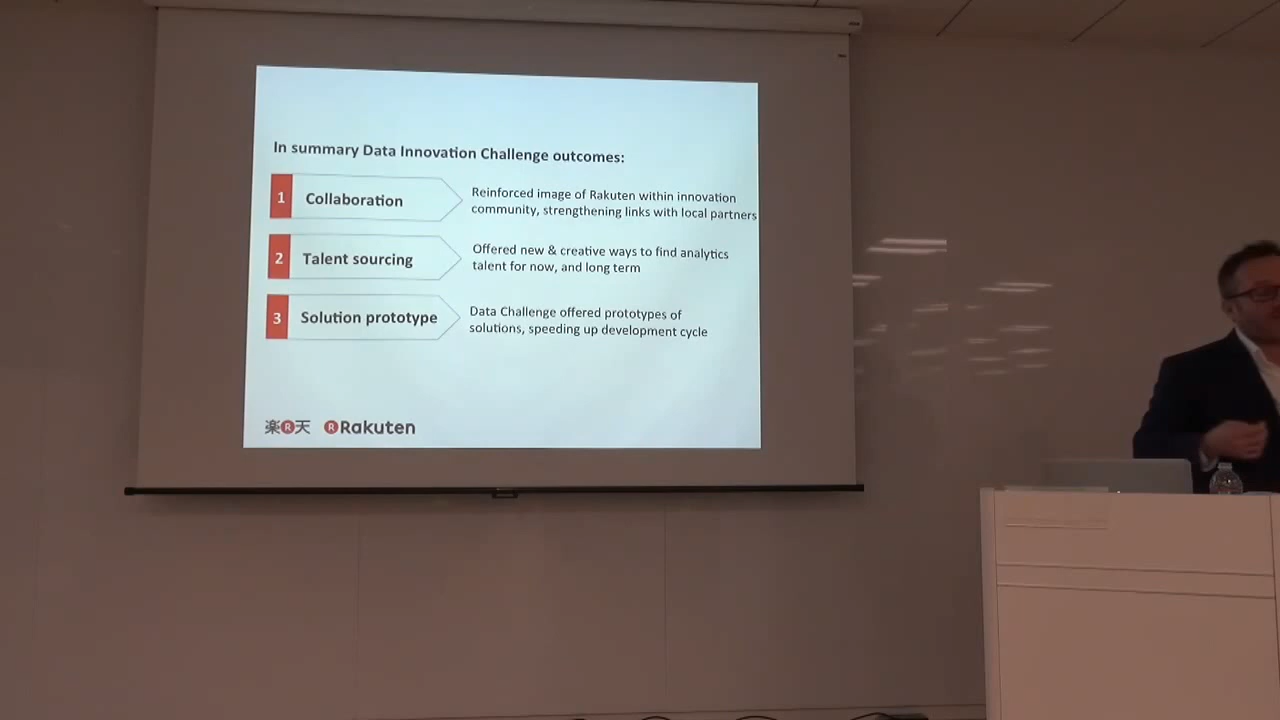 In summary Data Innovation Challenge outcomes:
1 Collaboration
Reinforced image of Rakuten within innovation
community, strengthening links with local partners
2 Talent sourcing
Offered new & creative ways to find analytics
talent for now, and long term
3 Solution prototype
Data Challenge offered prototypes of
solutions, speeding up development cycle
楽R天 R Rakuten